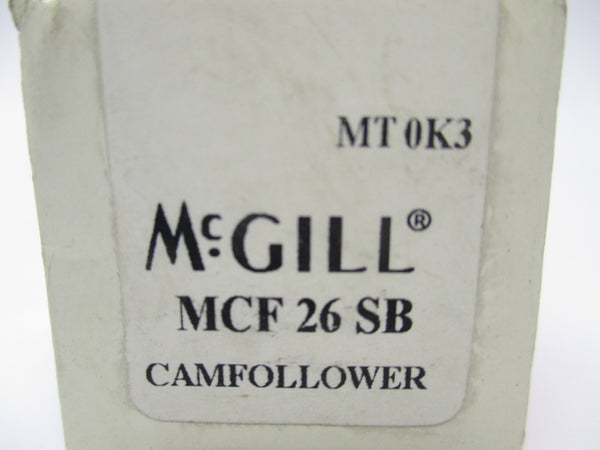 MT 0K3
McGILL®
MCF 26 SB
CAMFOLLOWER